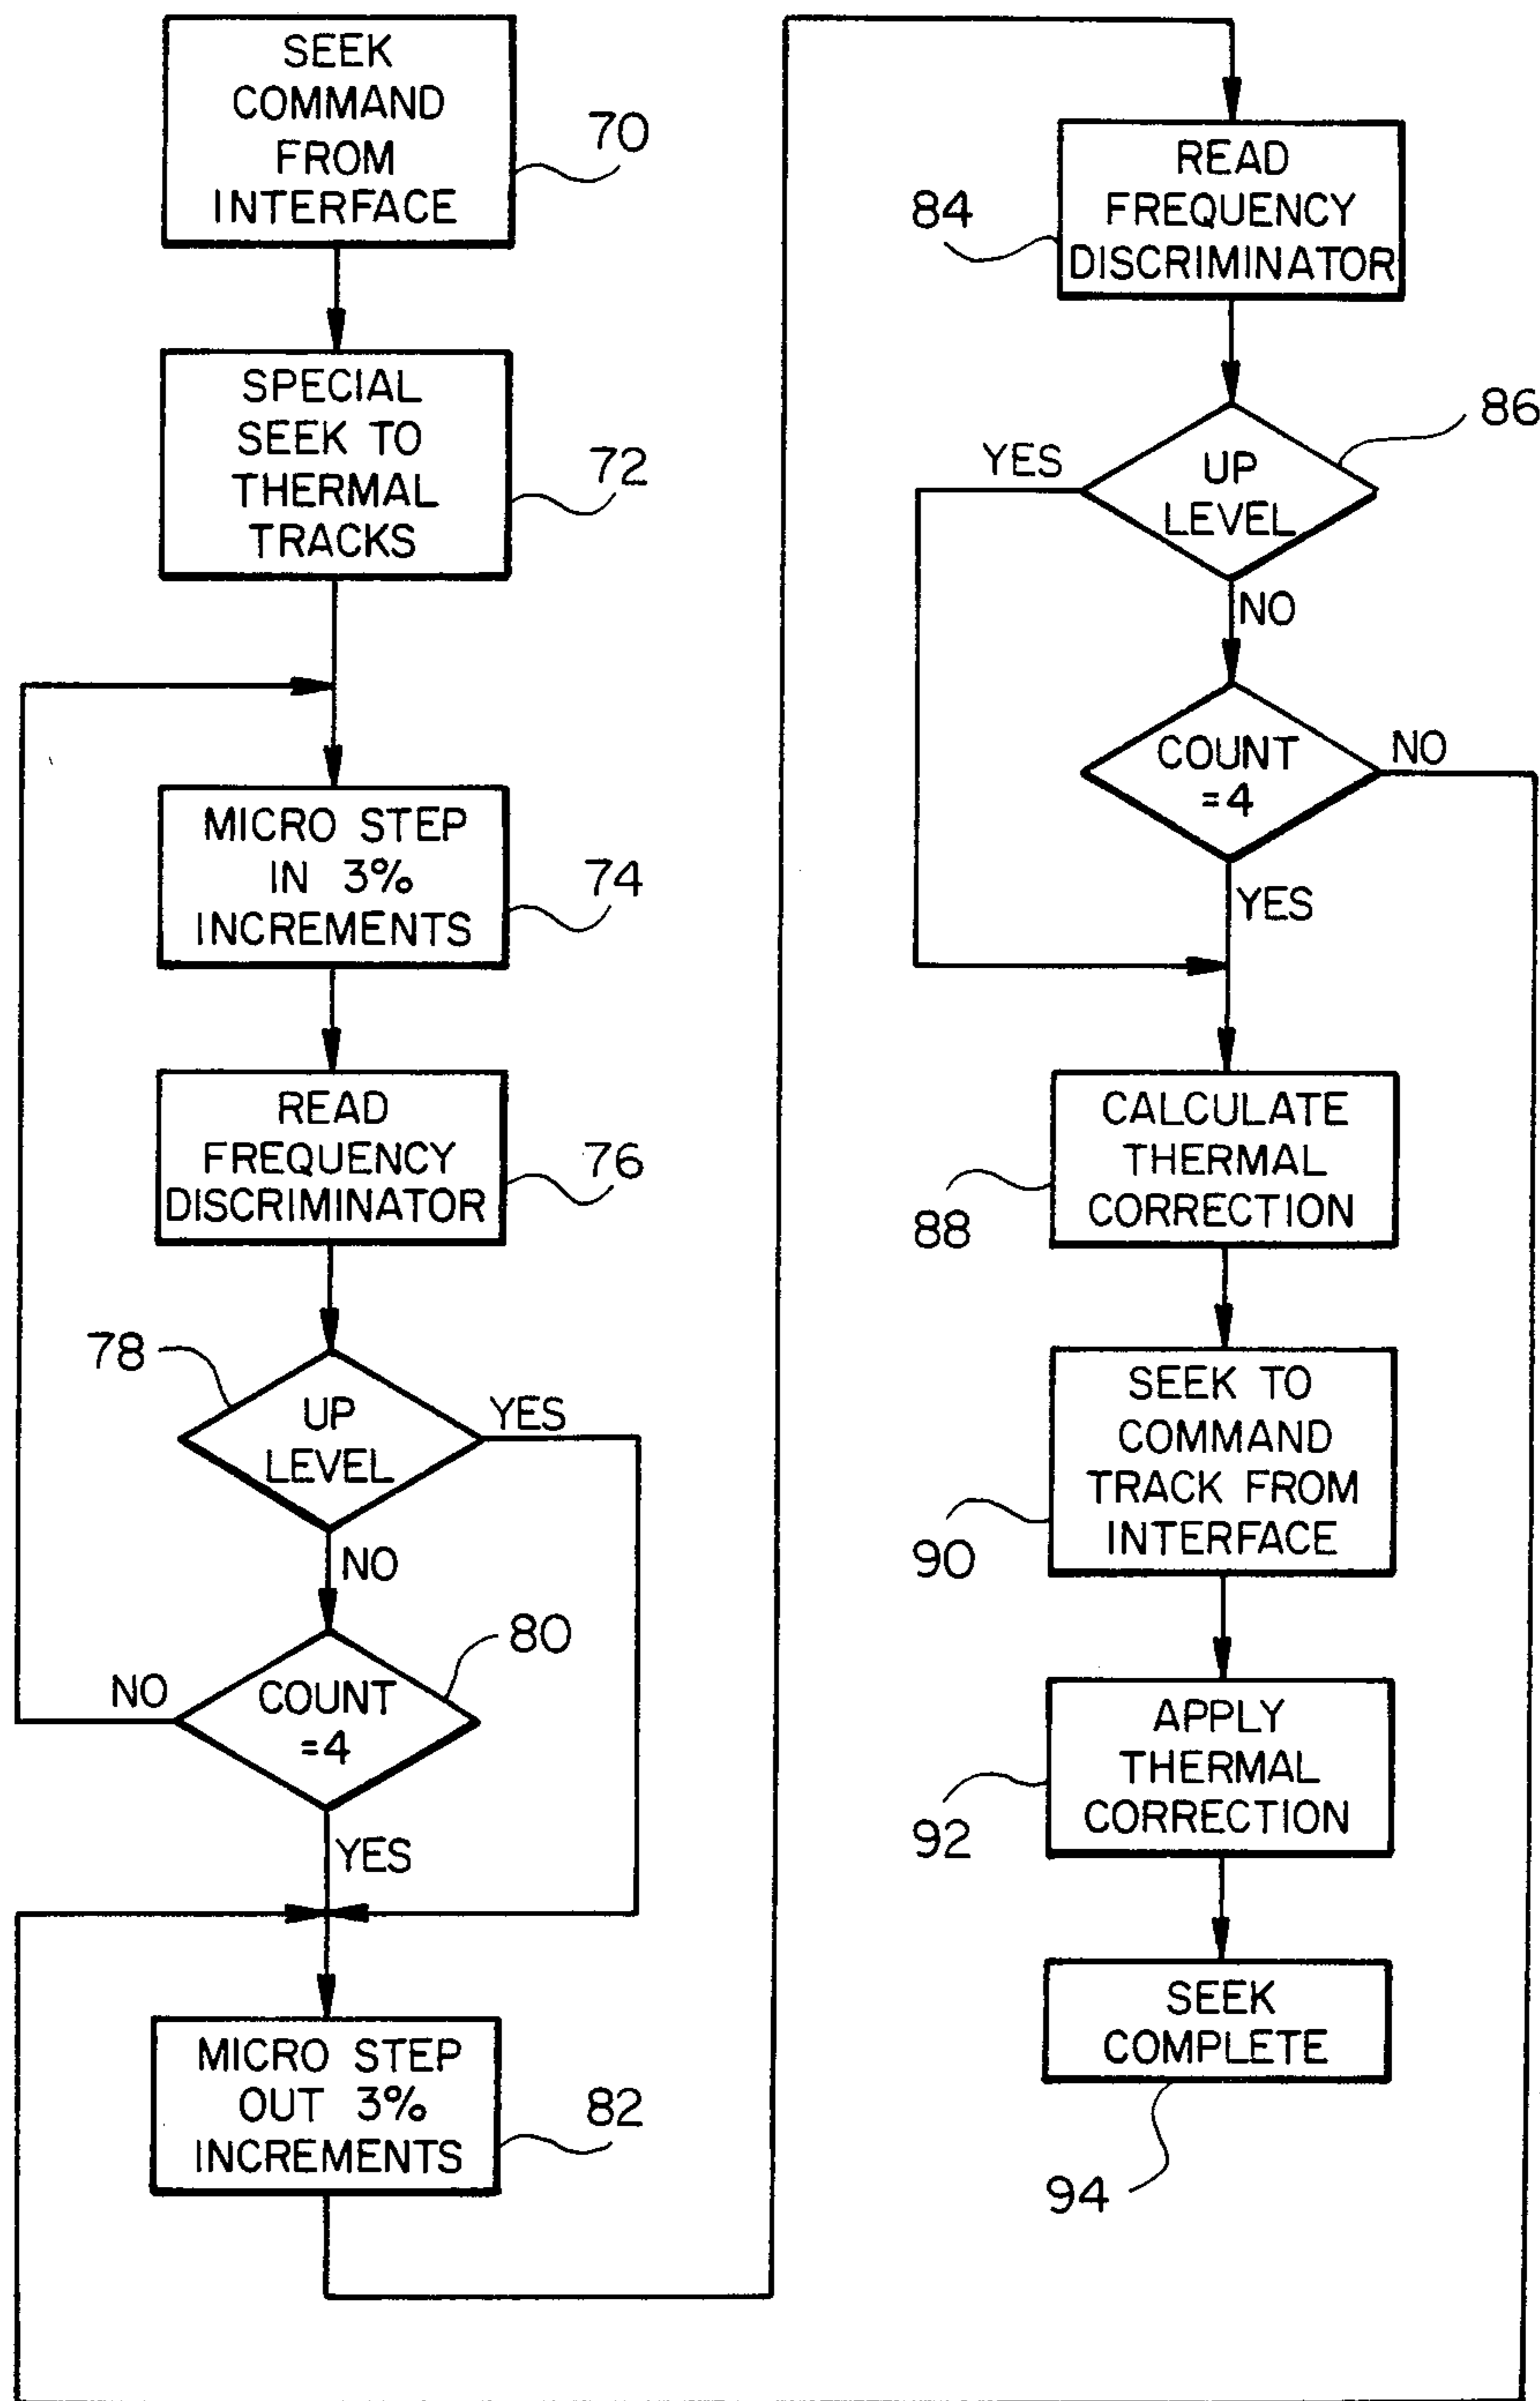 SEEK
COMMAND
FROM
INTERFACE
70
SPECIAL
SEEK TO
THERMAL
TRACKS
72
MICRO STEP
IN 3%
INCREMENTS
74
READ
FREQUENCY
DISCRIMINATOR
76
78
UP
LEVEL
YES
NO
80
COUNT
=4
NO
YES
MICRO STEP
OUT 3%
INCREMENTS
82
READ
FREQUENCY
DISCRIMINATOR
84
86
UP
LEVEL
YES
NO
COUNT
=4
NO
YES
CALCULATE
THERMAL
CORRECTION
88
SEEK TO
COMMAND
TRACK FROM
INTERFACE
90
APPLY
THERMAL
CORRECTION
92
SEEK
COMPLETE
94